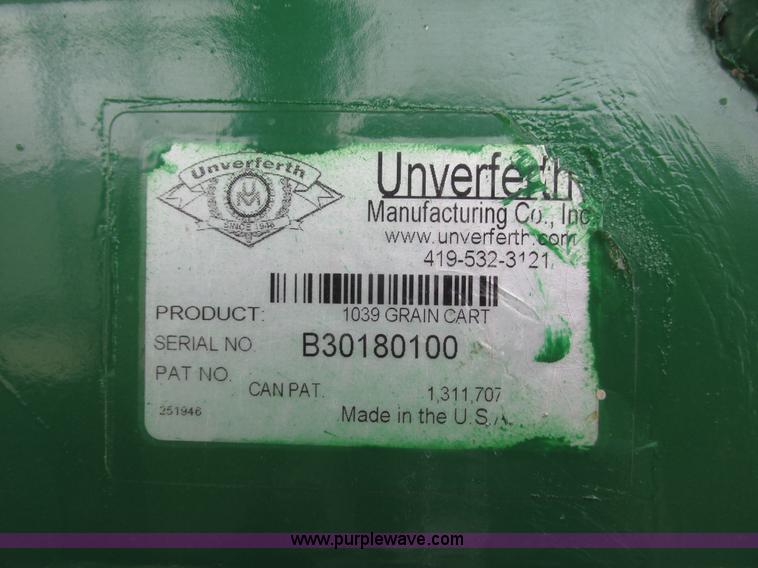 Unverferth
UM
SINCE 1948
Unverferth
Manufacturing Co., Inc
www.unverferth.com
419-532-3121
PRODUCT: 1039 GRAIN CART
SERIAL NO. B30180100
PAT NO.
CAN PAT. 1,311,707
251946 Made in the U.S.A.
www.purplewave.com